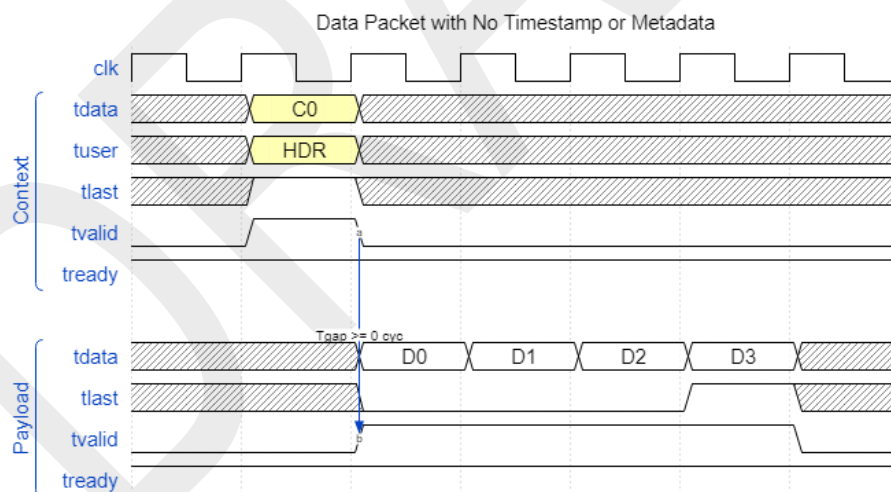 Data Packet with No Timestamp or Metadata
clk
Context
tdata C0
tuser HDR
tlast
tvalid a
tready
Tgap >= 0 cyc
Payload
tdata D0 D1 D2 D3
tlast
tvalid b
tready